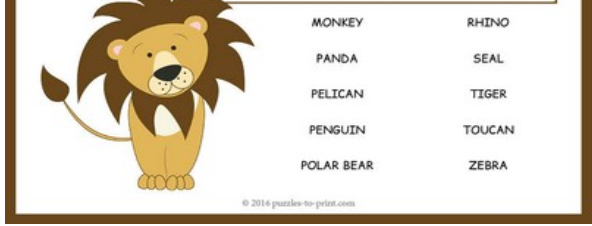 MONKEY RHINO
PANDA SEAL
PELICAN TIGER
PENGUIN TOUCAN
POLAR BEAR ZEBRA
© 2016 puzzles-to-print.com